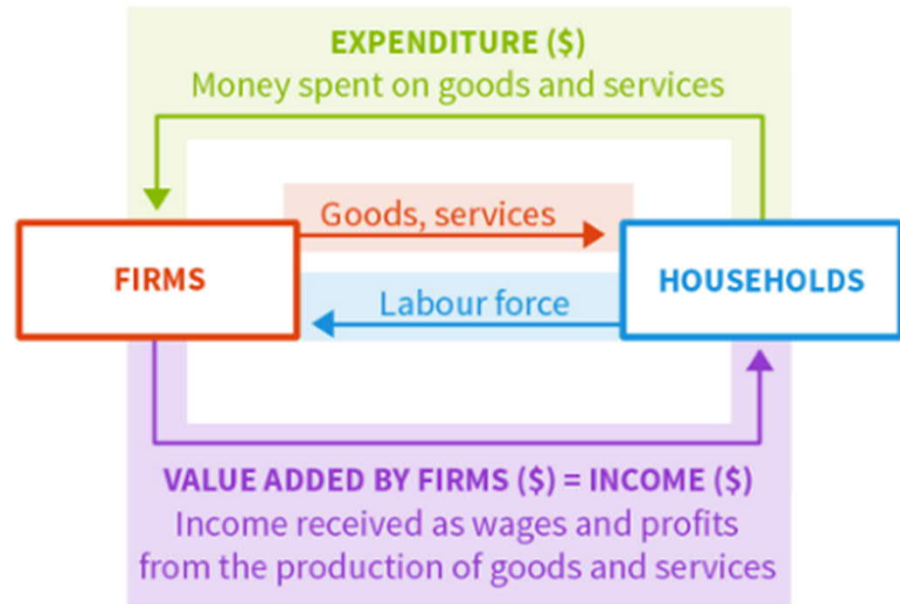 EXPENDITURE ($)
Money spent on goods and services
Goods, services
FIRMS
HOUSEHOLDS
Labour force
VALUE ADDED BY FIRMS ($) = INCOME ($)
Income received as wages and profits
from the production of goods and services